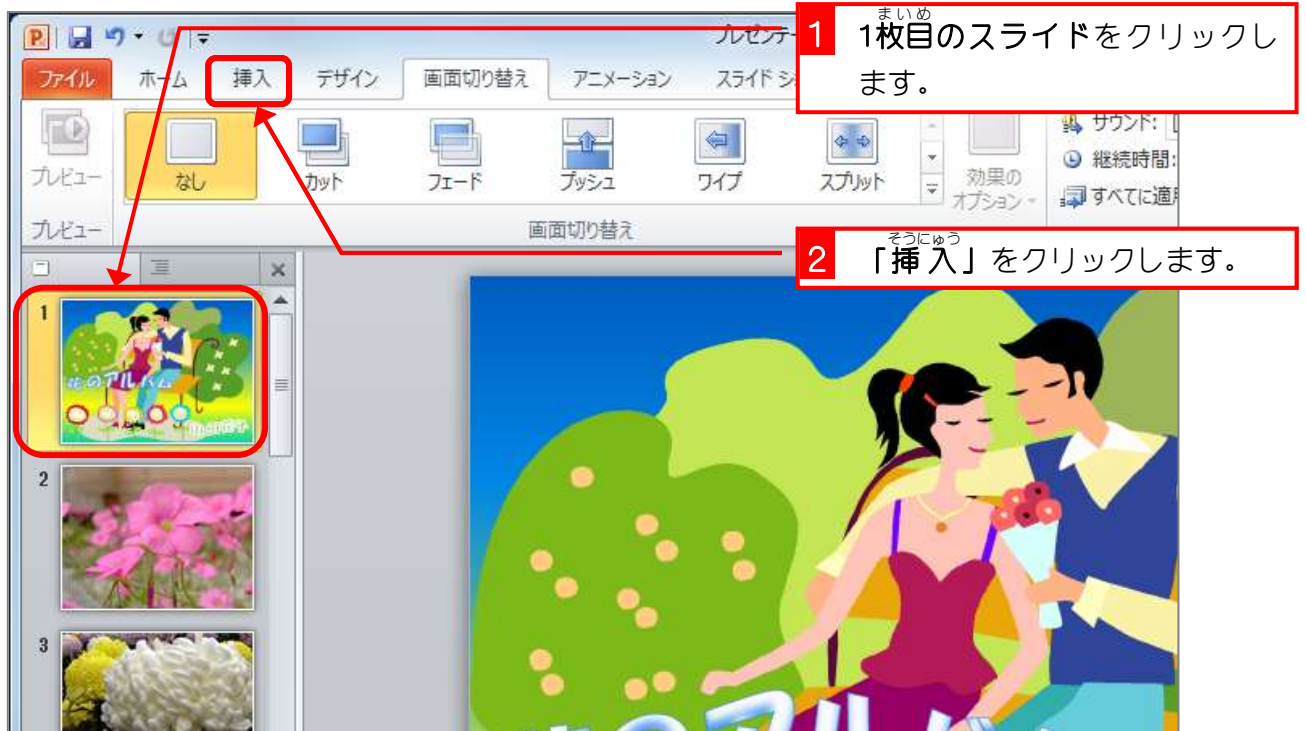 プレゼンテー
ファイル ホーム 挿入 デザイン 画面切り替え アニメーション スライド シ
1 1枚目のスライドをクリックし
まいめ
ます。
プレビュー なし カット フェード プッシュ ワイプ スプリット 効果の
オプション
サウンド:
継続時間:
すべてに適用
プレビュー 画面切り替え
2 「挿入」をクリックします。
そうにゅう
1
花のアルバム
2
3
のアルバム